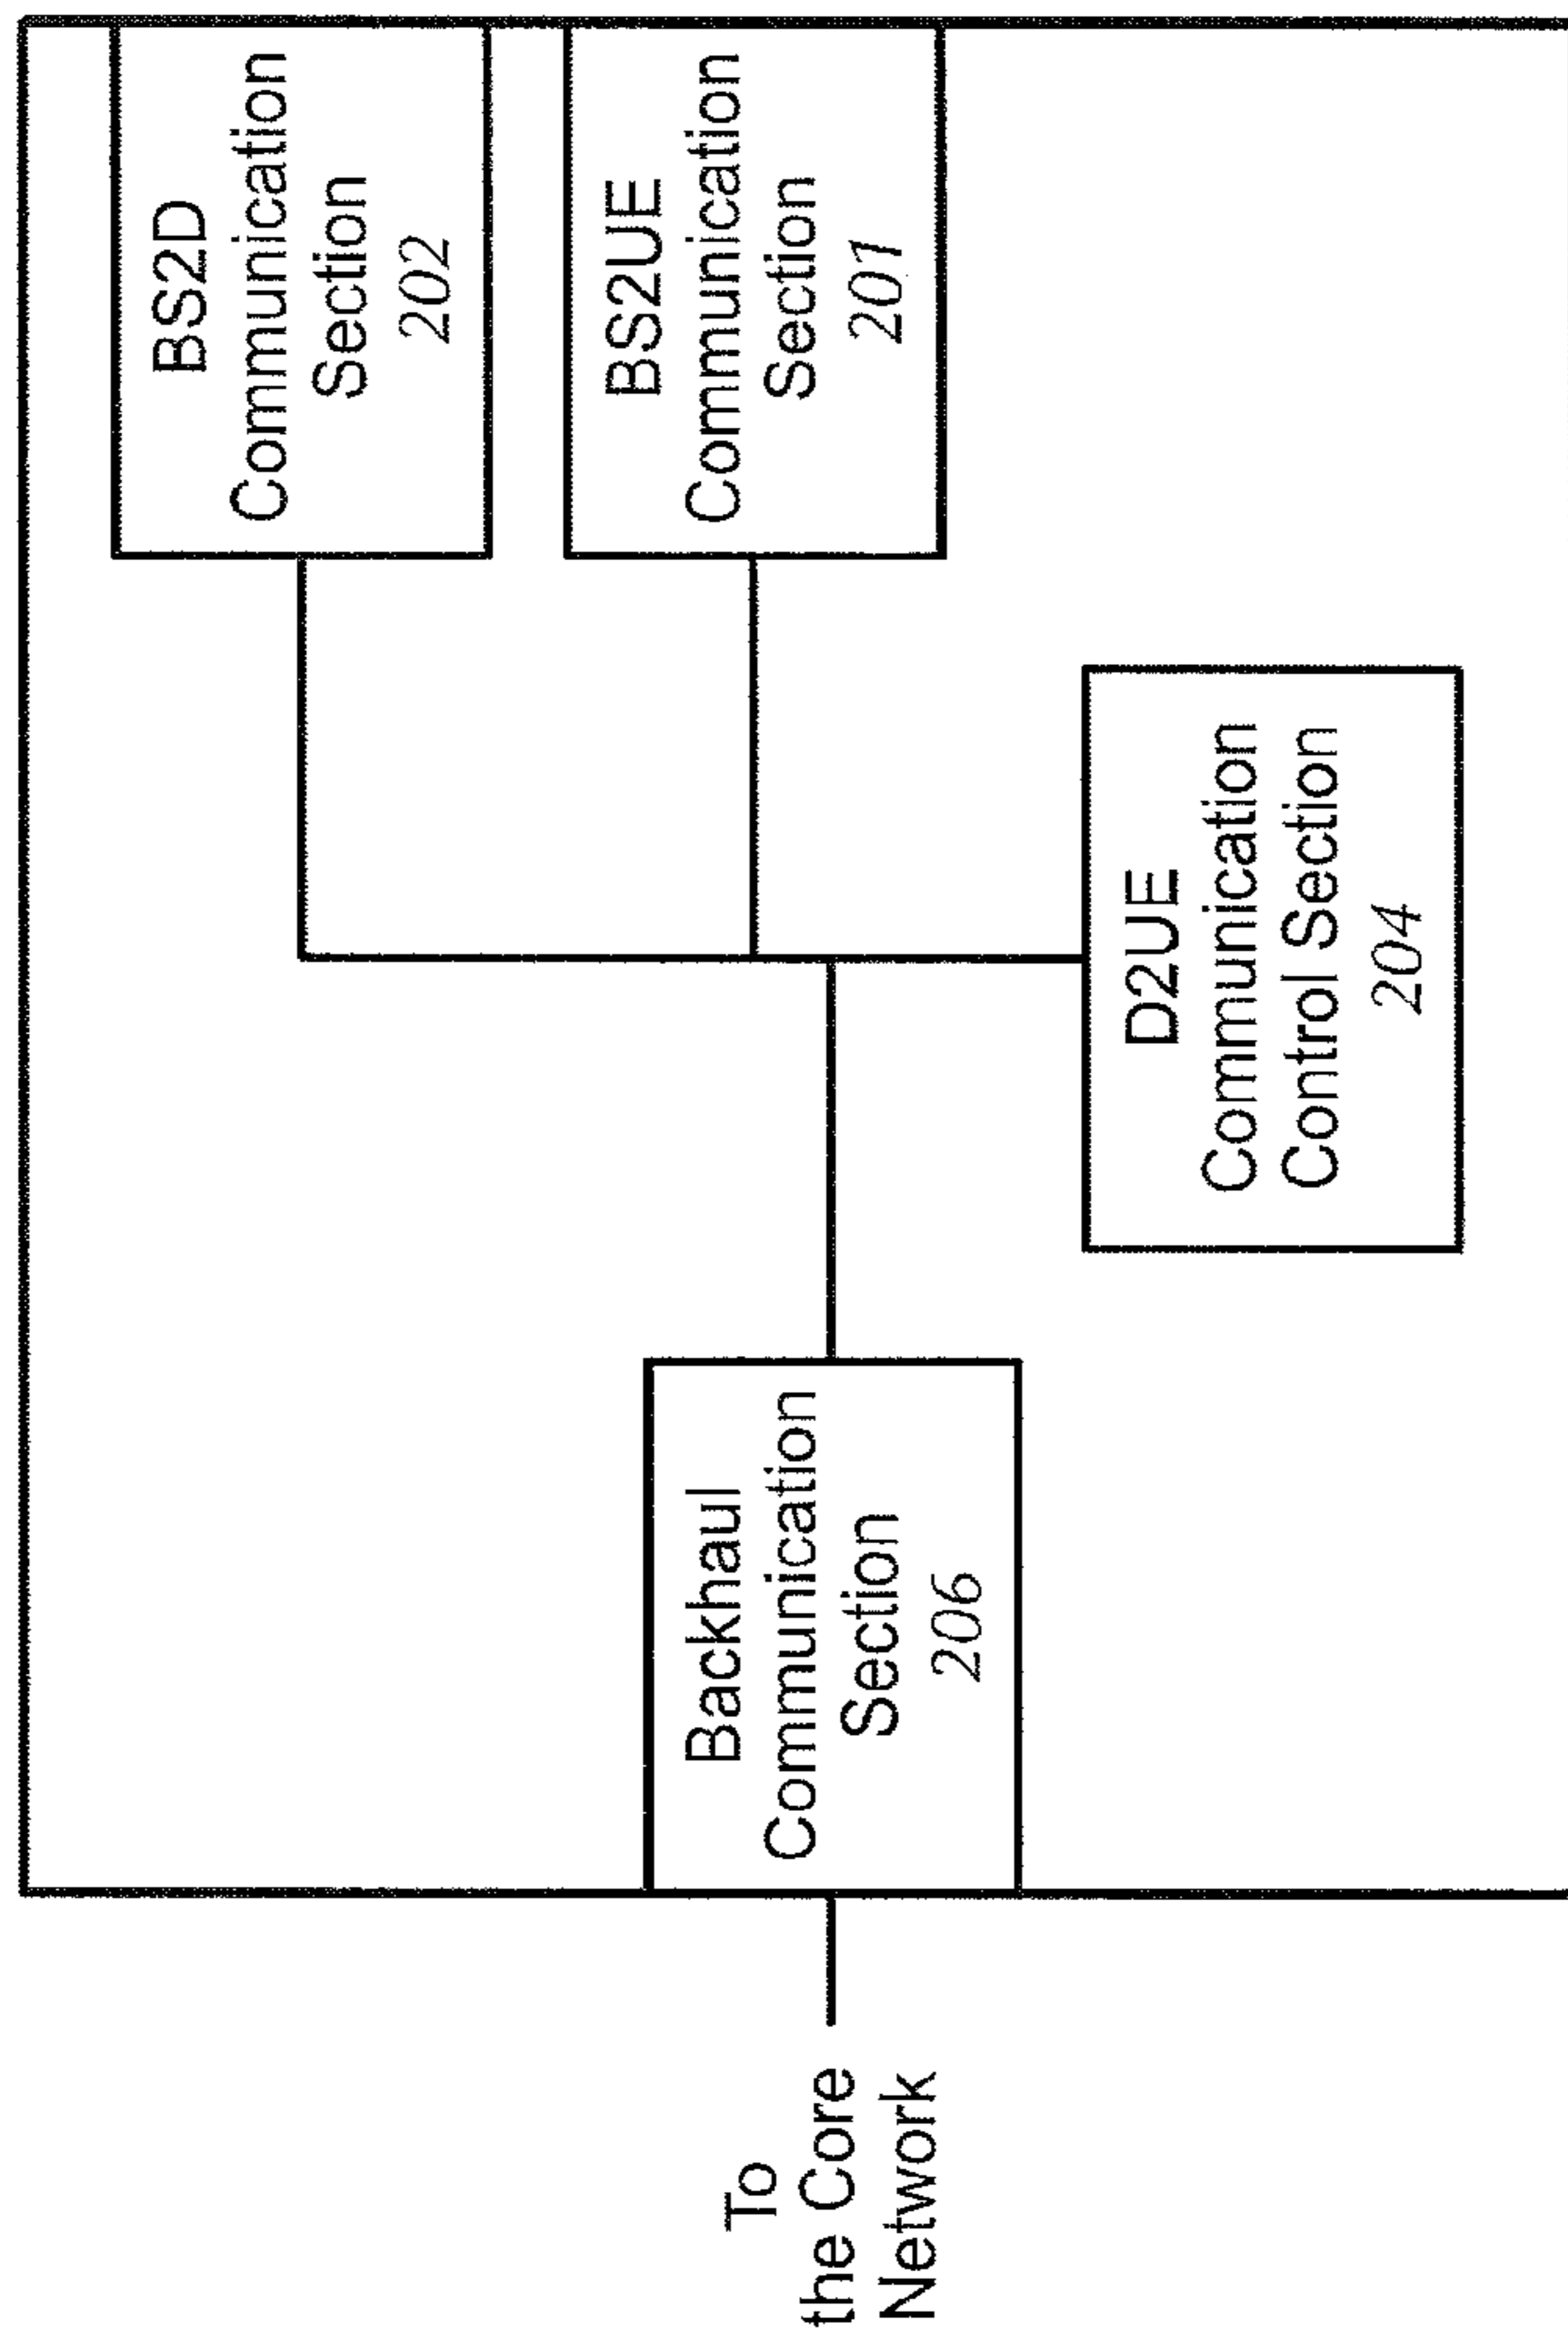 BS2D
Communication
Section
202
BS2UE
Communication
Section
201
D2UE
Communication
Control Section
204
Backhaul
Communication
Section
206
To
the Core
Network